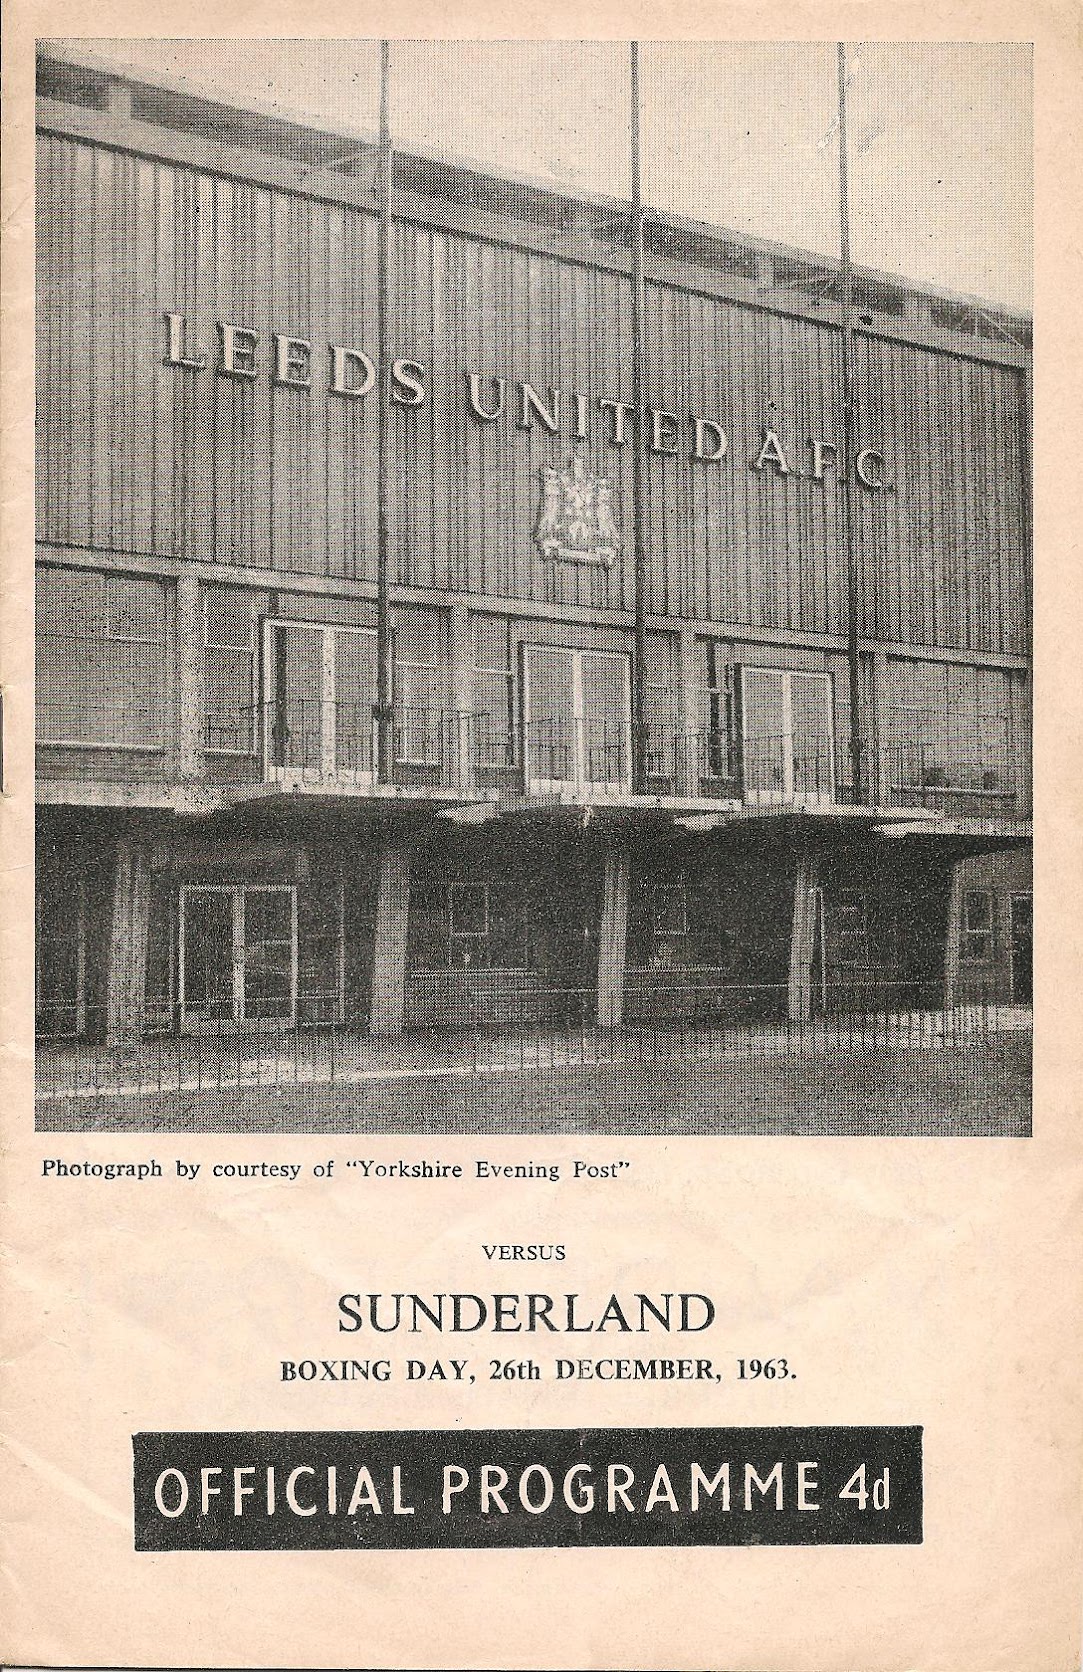 LEEDS UNITED A.F.C.
Photograph by courtesy of "Yorkshire Evening Post"
VERSUS
SUNDERLAND
BOXING DAY, 26th DECEMBER, 1963.
OFFICIAL PROGRAMME 4d